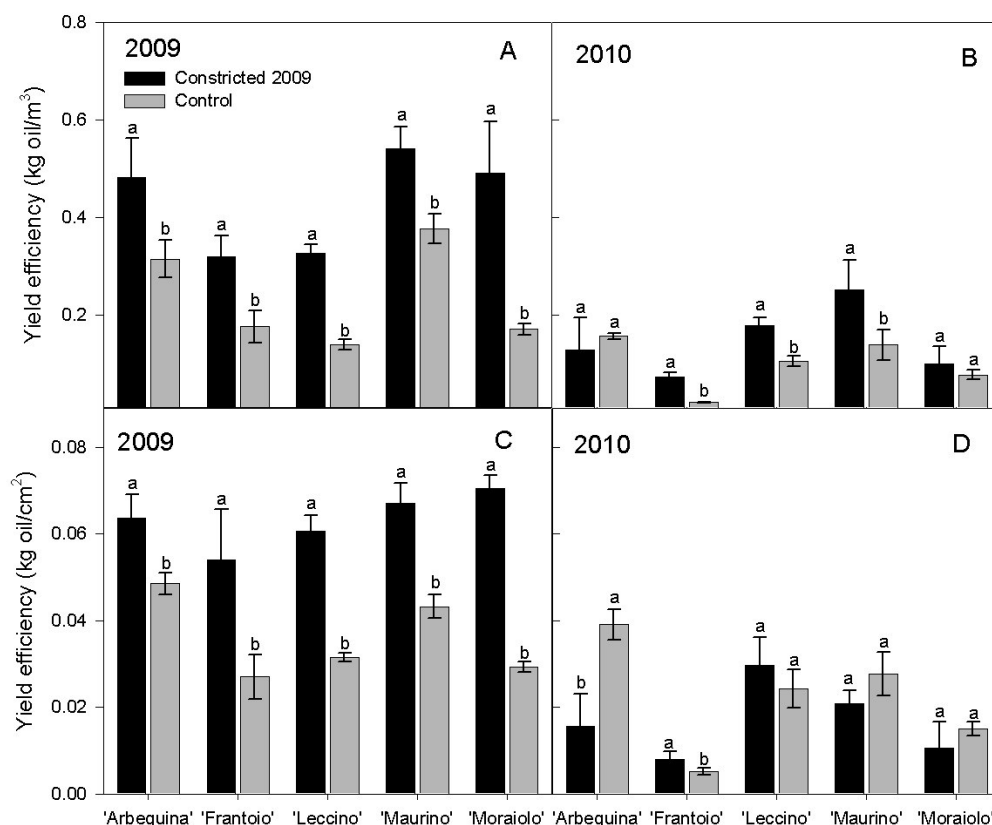 0.8
2009
A
2010
B
Constricted 2009
Control
Yield efficiency (kg oil/m³)
0.6
0.4
0.2
a
b
a
b
a
b
a
b
a
b
a
a
a
b
a
b
a
b
a
a
2009
C
2010
D
Yield efficiency (kg oil/cm²)
0.08
0.06
0.04
0.02
0.00
a
b
a
b
a
b
a
b
a
b
b
a
a
b
a
a
a
a
a
a
'Arbequina' 'Frantoio' 'Leccino' 'Maurino' 'Moraiolo' 'Arbequina' 'Frantoio' 'Leccino' 'Maurino' 'Moraiolo'